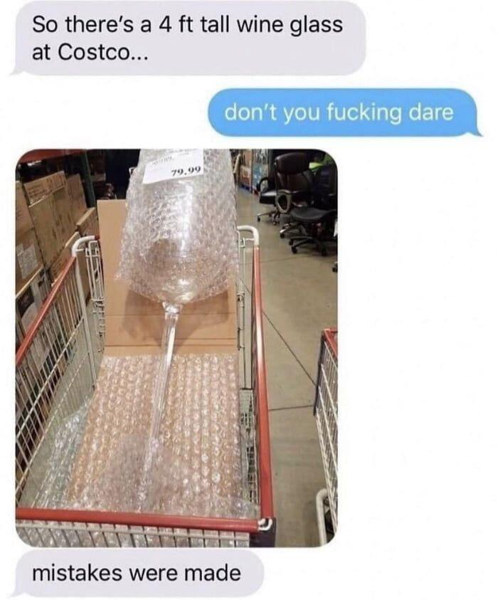 So there's a 4 ft tall wine glass
at Costco...
don't you fucking dare
79.99
mistakes were made